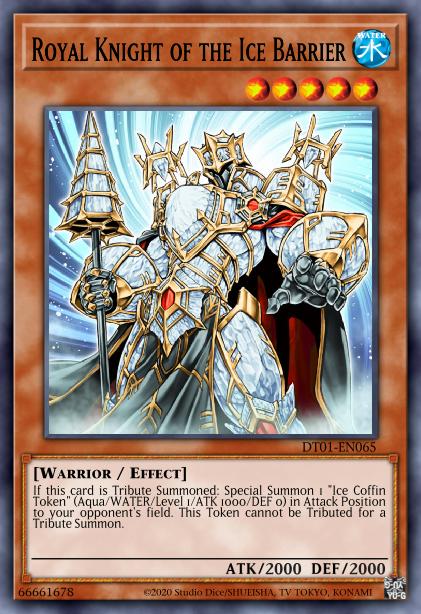 ROYAL KNIGHT OF THE ICE BARRIER
WATER
水
DT01-EN065
[WARRIOR / EFFECT]
If this card is Tribute Summoned: Special Summon 1 "Ice Coffin
Token" (Aqua/WATER/Level 1/ATK 1000/DEF 0) in Attack Position
to your opponent's field. This Token cannot be Tributed for a
Tribute Summon.
ATK/2000 DEF/2000
66661678
©2020 Studio Dice/SHUEISHA, TV TOKYO, KONAMI